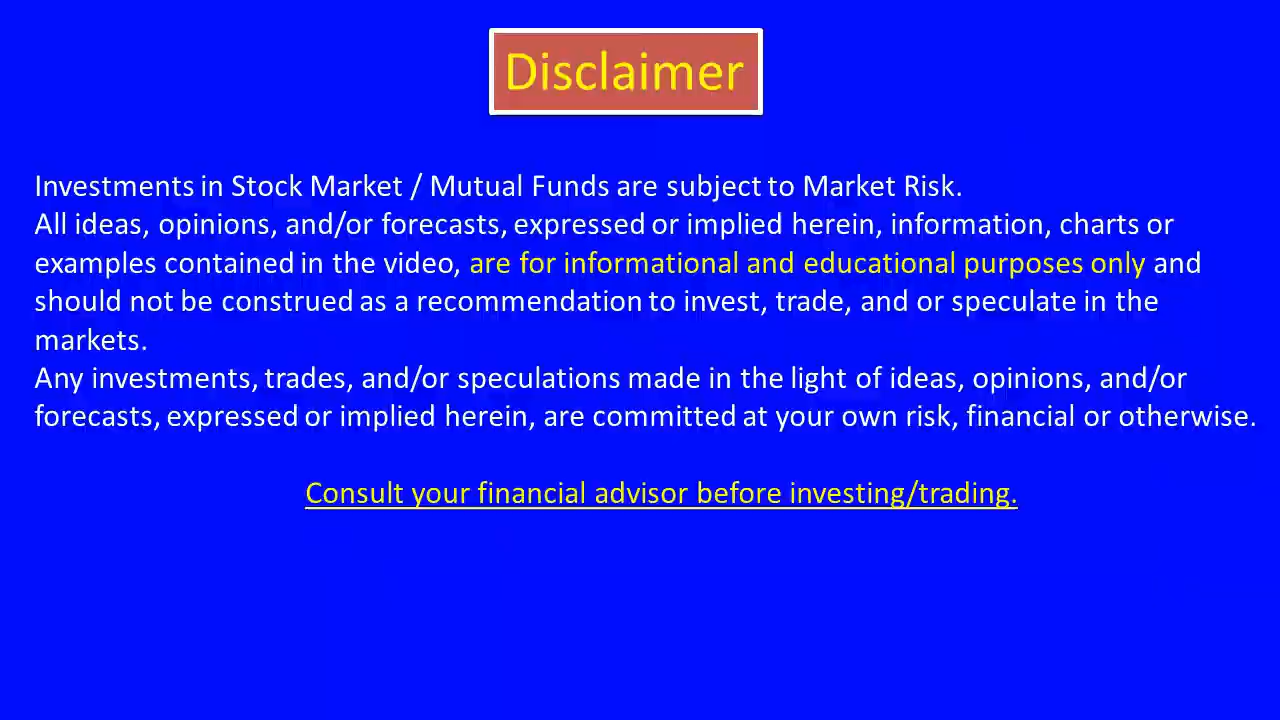 Disclaimer
Investments in Stock Market / Mutual Funds are subject to Market Risk.
All ideas, opinions, and/or forecasts, expressed or implied herein, information, charts or
examples contained in the video, are for informational and educational purposes only and
should not be construed as a recommendation to invest, trade, and or speculate in the
markets.
Any investments, trades, and/or speculations made in the light of ideas, opinions, and/or
forecasts, expressed or implied herein, are committed at your own risk, financial or otherwise.
Consult your financial advisor before investing/trading.